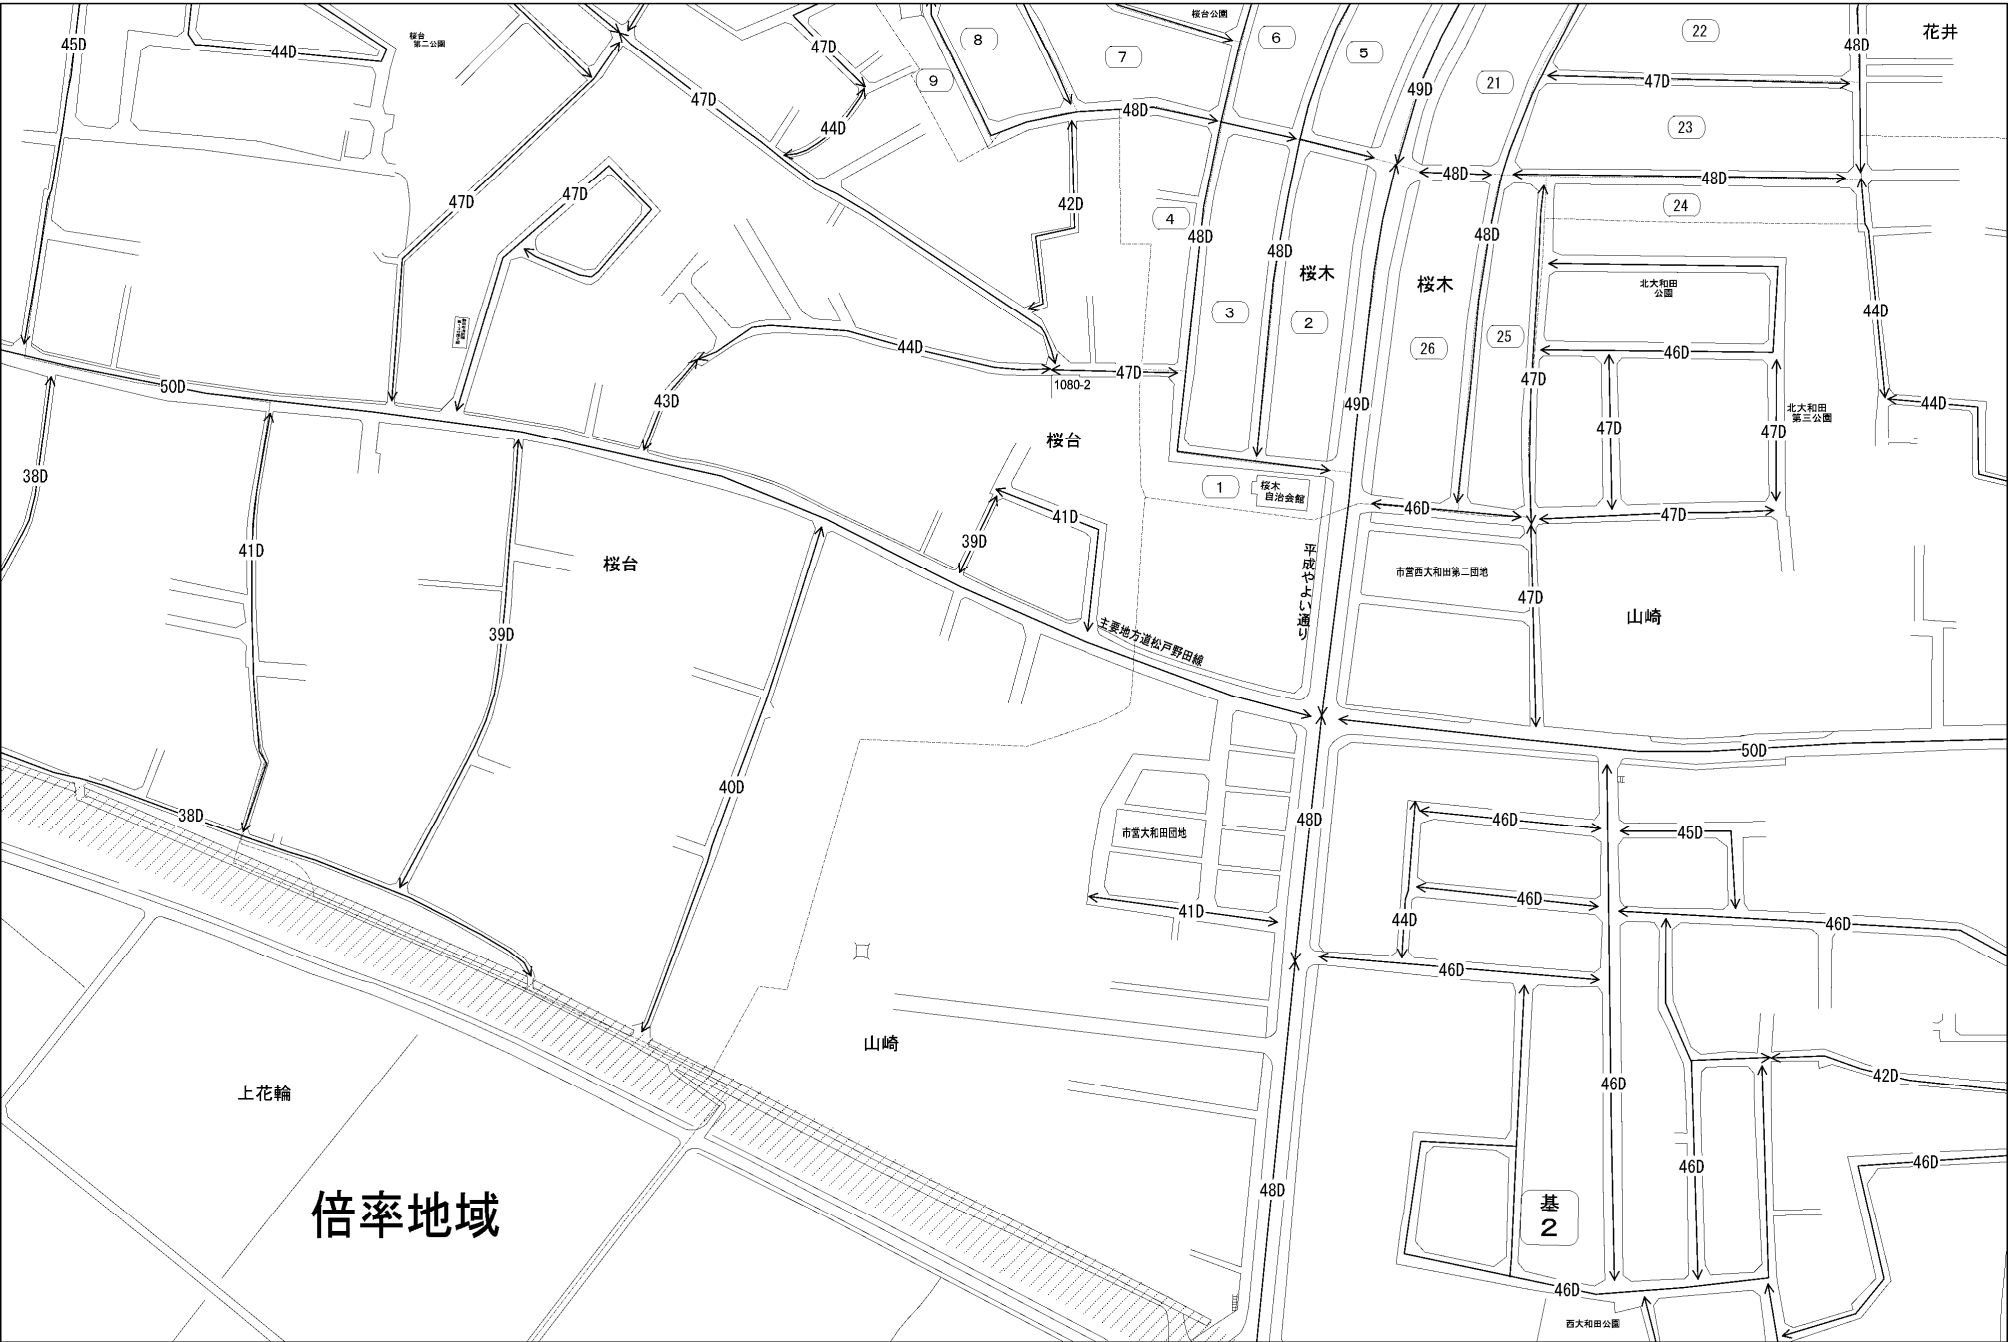 45D
44D
桜台
第二公園
47D
8
7
桜台公園
6
5
22
花井
48D
9
47D
48D
49D
21
47D
44D
23
47D
47D
42D
48D
4
48D
48D
24
48D
48D
桜木
桜木
北大和田
公園
44D
3
2
25
26
44D
46D
50D
47D
1080-2
47D
43D
49D
44D
北大和田
第三公園
桜台
47D
47D
38D
1
桜木
自治会館
46D
41D
47D
41D
39D
桜台
平成やよい通り
市営西大和田第二団地
47D
39D
山崎
主要地方道松戸野田線
50D
40D
48D
38D
市営大和田団地
46D
45D
46D
41D
44D
46D
46D
山崎
上花輪
46D
42D
46D
46D
48D
倍率地域
基
2
46D
西大和田公園